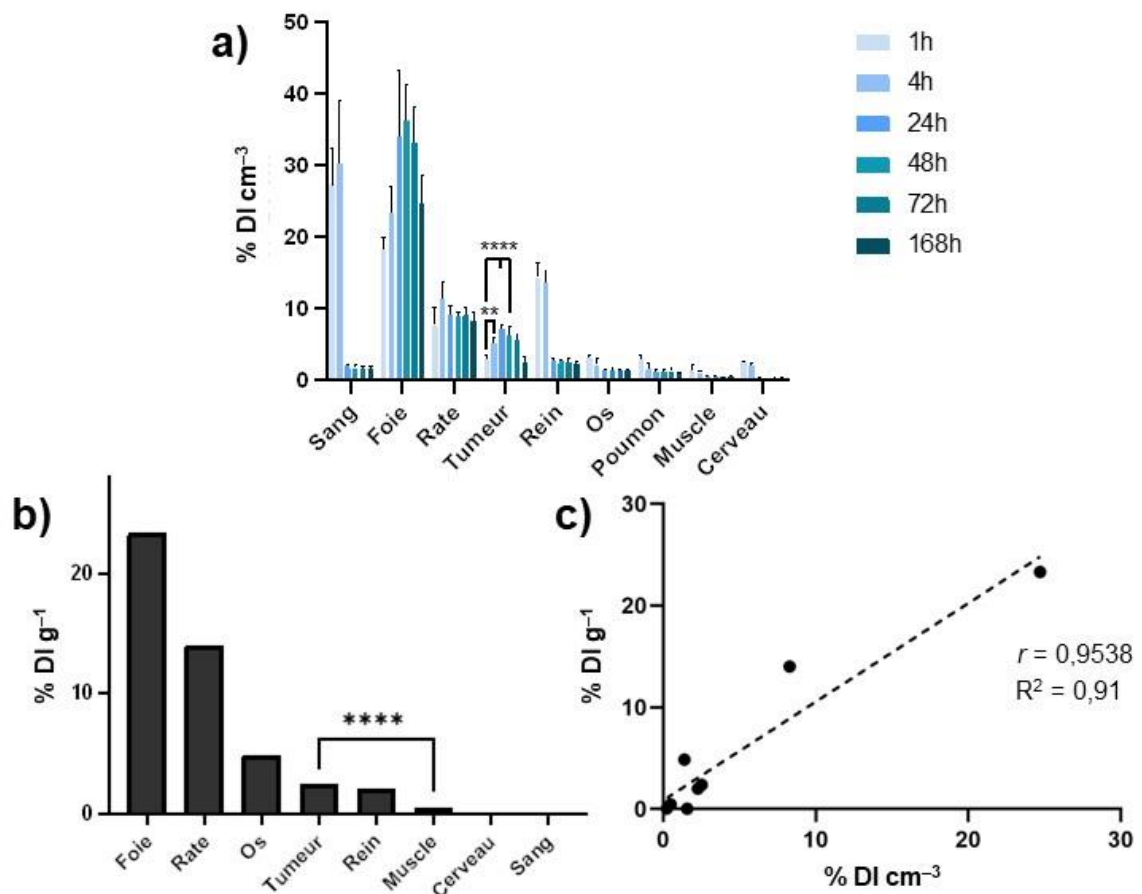 a)
% DI cm⁻³
50
40
30
20
10
0
****
**
Sang
Foie
Rate
Tumeur
Rein
Os
Poumon
Muscle
Cerveau
1h
4h
24h
48h
72h
168h
b)
% DI g⁻¹
20
10
0
****
Foie
Rate
Os
Tumeur
Rein
Muscle
Cerveau
Sang
c)
% DI g⁻¹
30
20
10
0
r = 0,9538
R² = 0,91
0
10
20
30
% DI cm⁻³